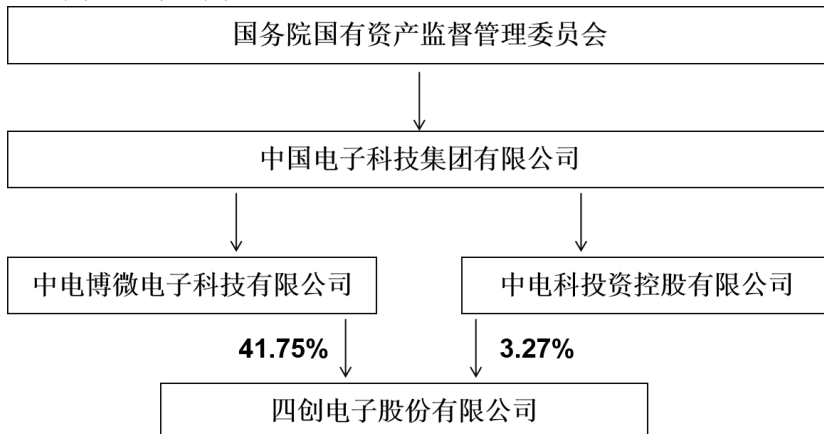 国务院国有资产监督管理委员会
中国电子科技集团有限公司
中电博微电子科技有限公司
中电科投资控股有限公司
41.75%
3.27%
四创电子股份有限公司